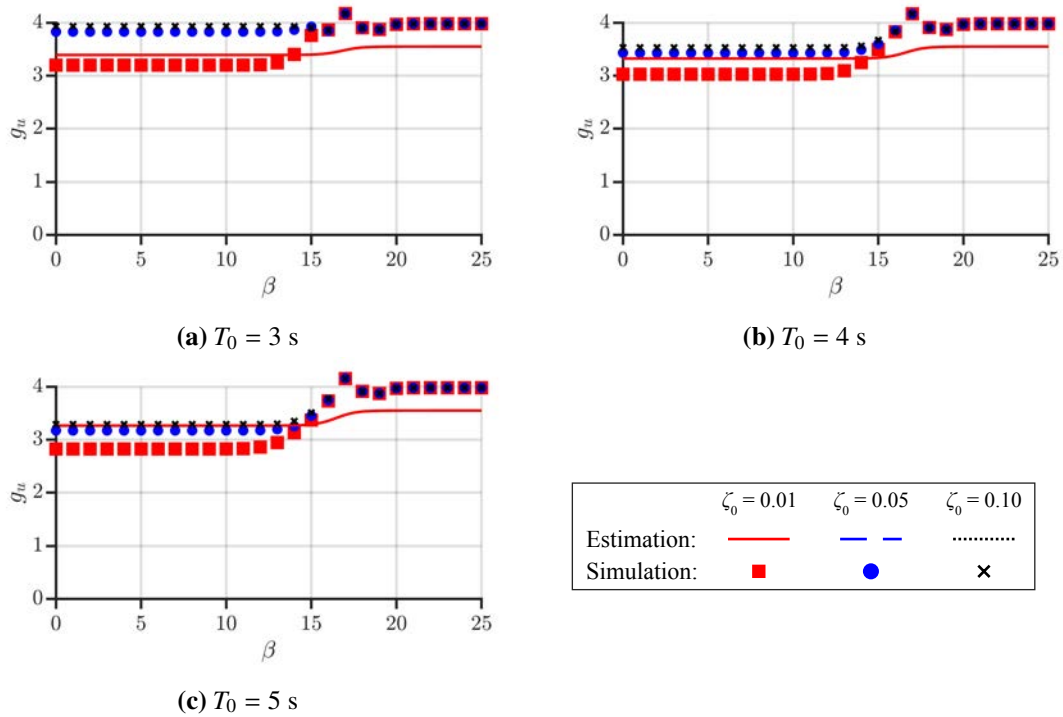 4
3
2
1
0
g_u
0 5 10 15 20 25
β
(a) T₀ = 3 s
4
3
2
1
0
g_u
0 5 10 15 20 25
β
(b) T₀ = 4 s
4
3
2
1
0
g_u
0 5 10 15 20 25
β
(c) T₀ = 5 s
ζ₀ = 0.01 ζ₀ = 0.05 ζ₀ = 0.10
Estimation:
Simulation: